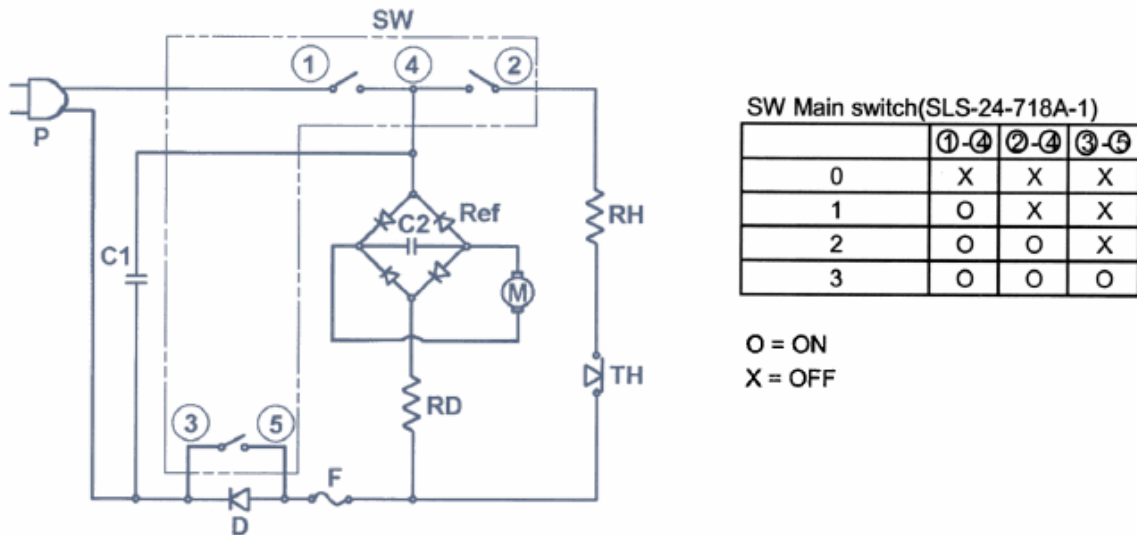 SW
① ④ ②
P
SW Main switch(SLS-24-718A-1)
①-④ ②-④ ③-⑤
0 X X X
1 O X X
2 O O X
3 O O O
O = ON
X = OFF
Ref
C2
RH
C1
M
TH
RD
③ ⑤
F
D